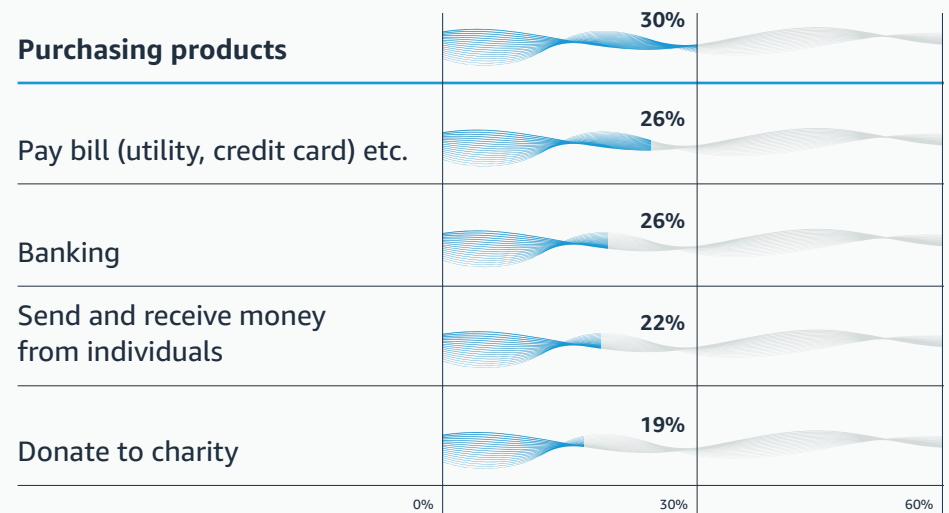 30%
Purchasing products
26%
Pay bill (utility, credit card) etc.
26%
Banking
22%
Send and receive money
from individuals
19%
Donate to charity
0% 30% 60%